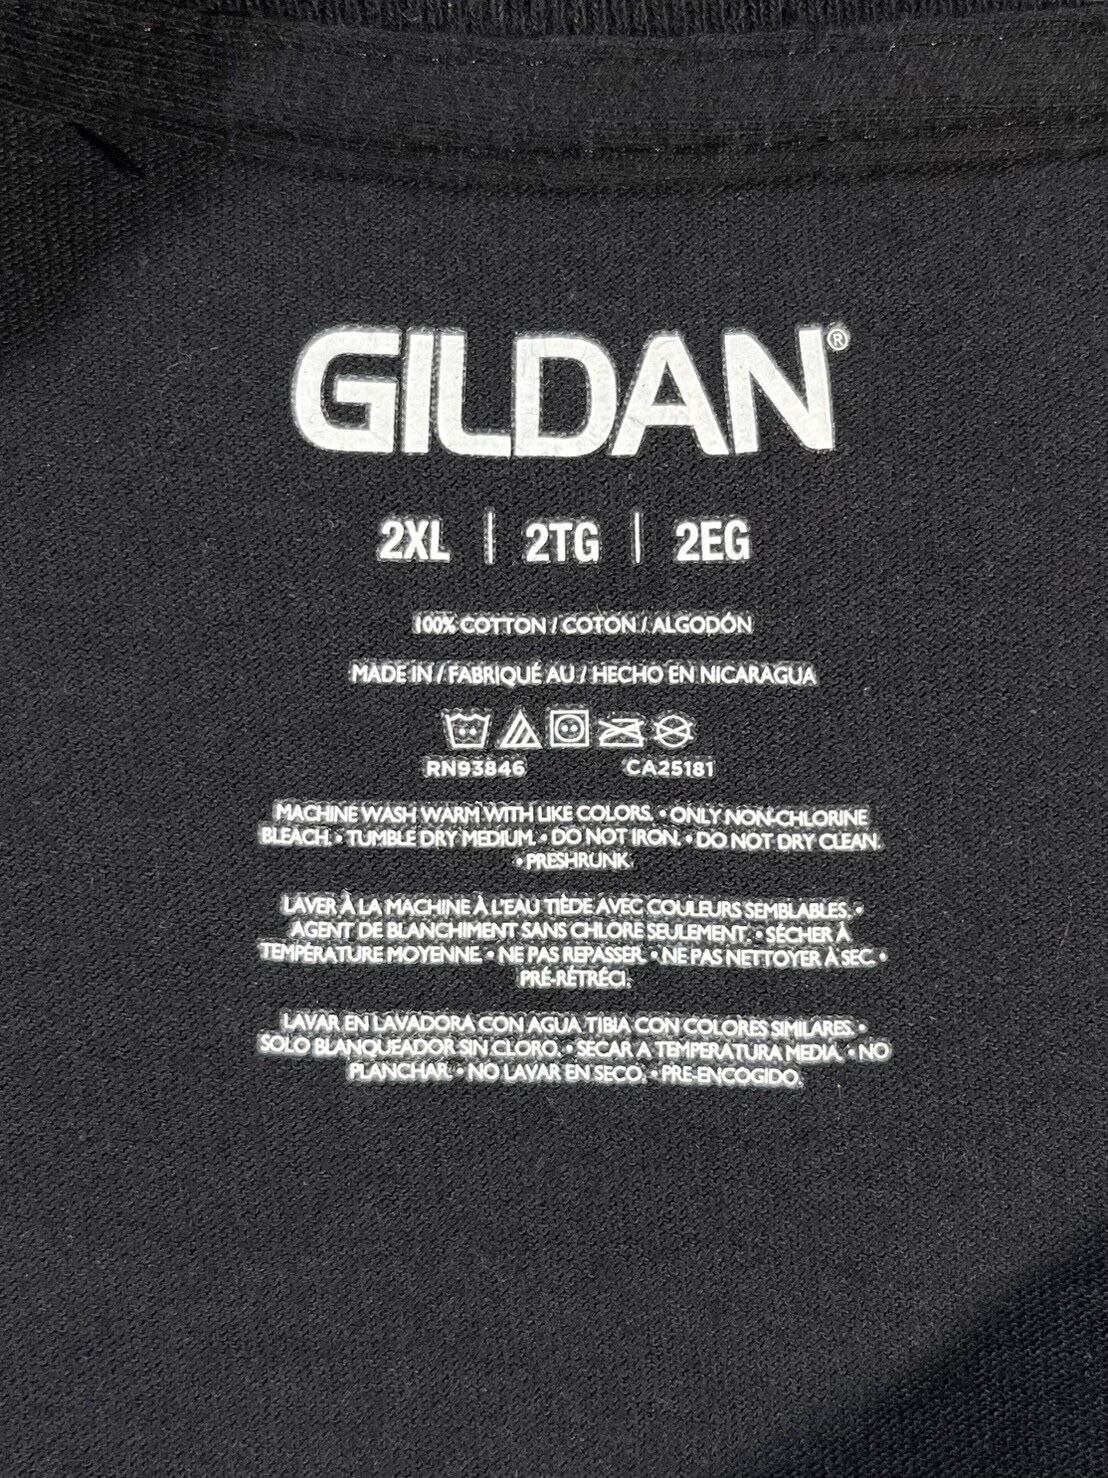 GILDAN®
2XL | 2TG | 2EG
100% COTTON / COTON / ALGODÓN
MADE IN / FABRIQUÉ AU / HECHO EN NICARAGUA
RN93846 CA25181
MACHINE WASH WARM WITH LIKE COLORS. • ONLY NON-CHLORINE
BLEACH. • TUMBLE DRY MEDIUM. • DO NOT IRON. • DO NOT DRY CLEAN.
• PRESHRUNK.
LAVER À LA MACHINE À L'EAU TIÈDE AVEC COULEURS SEMBLABLES. •
AGENT DE BLANCHIMENT SANS CHLORE SEULEMENT. • SÉCHER À
TEMPÉRATURE MOYENNE. • NE PAS REPASSER. • NE PAS NETTOYER À SEC. •
PRÉ-RÉTRÉCI.
LAVAR EN LAVADORA CON AGUA TIBIA CON COLORES SIMILARES. •
SOLO BLANQUEADOR SIN CLORO. • SECAR A TEMPERATURA MEDIA. • NO
PLANCHAR. • NO LAVAR EN SECO. • PRE-ENCOGIDO.